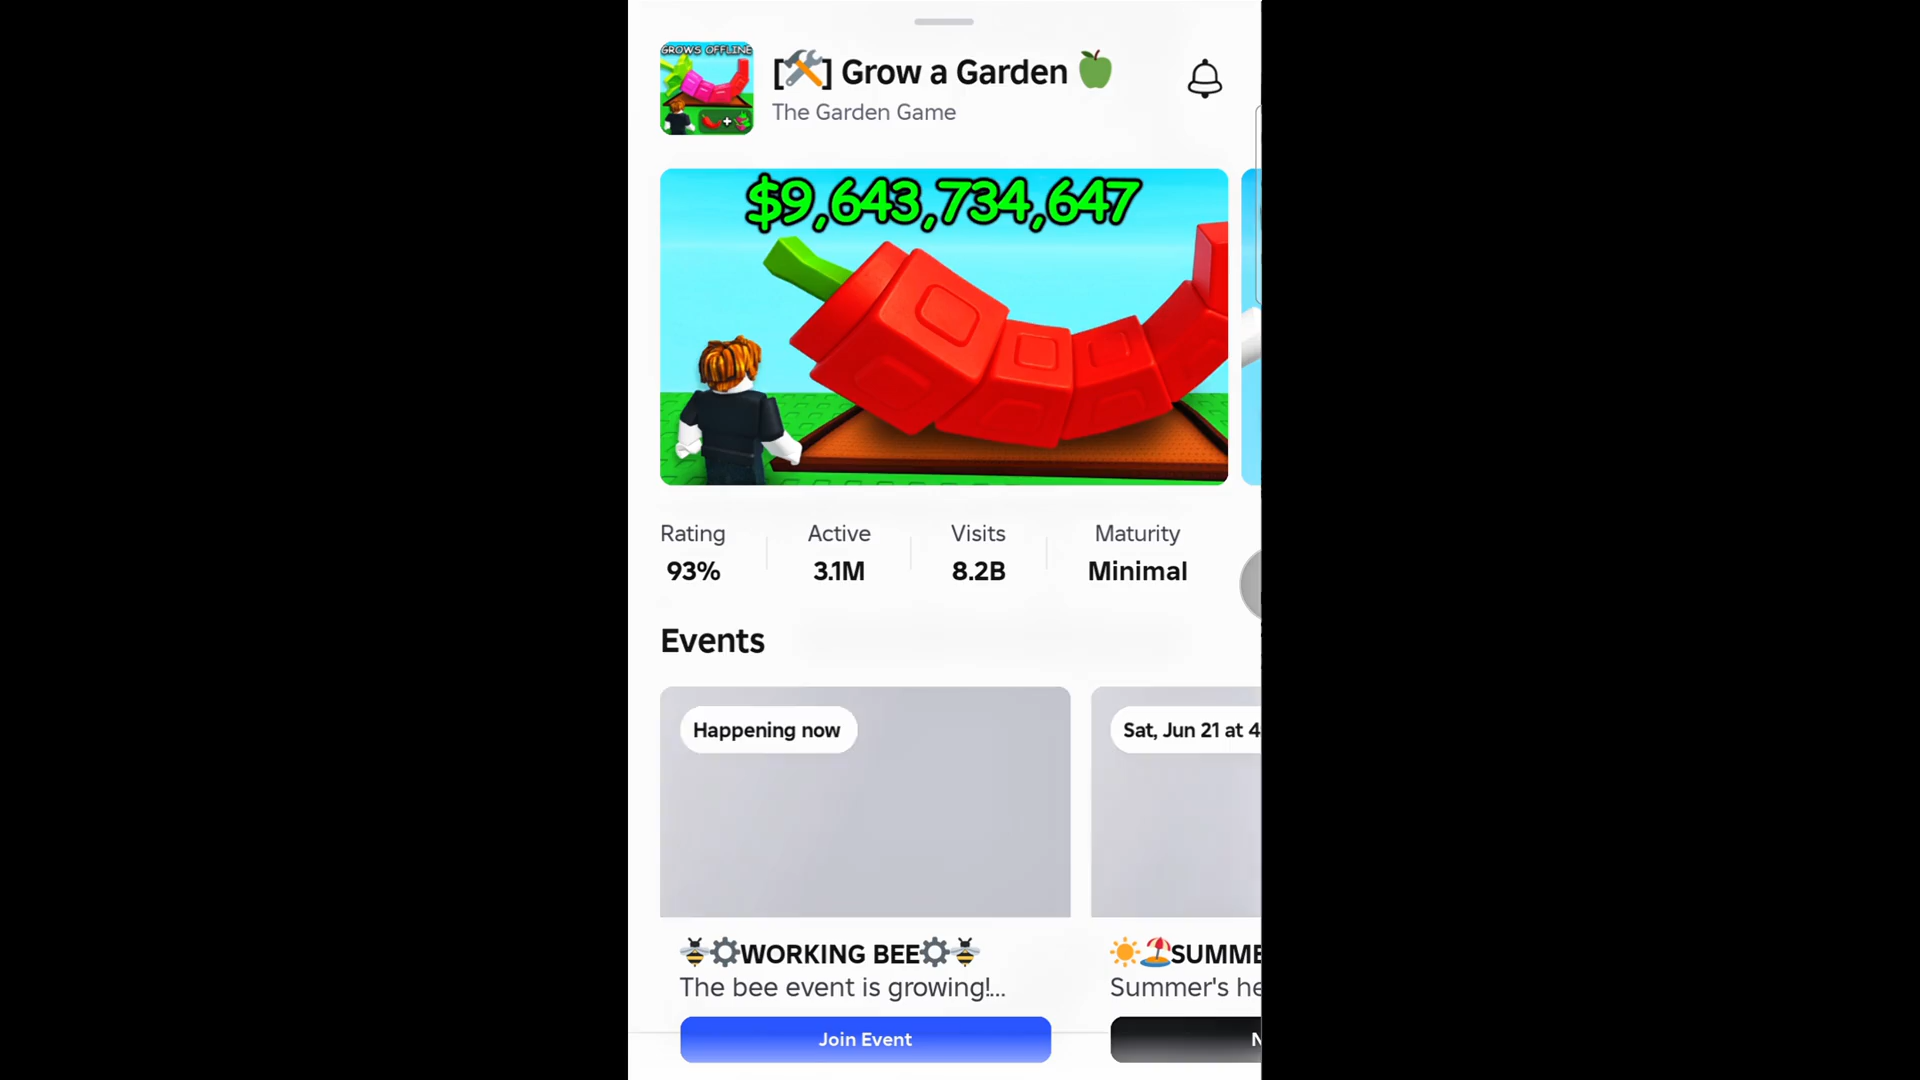 GROWS OFFLINE
[🛠️] Grow a Garden 🍏
The Garden Game
$9,643,734,647
Rating Active Visits Maturity
93% 3.1M 8.2B Minimal
Events
Happening now
Sat, Jun 21 at 4
🐝⚙️WORKING BEE⚙️🐝
The bee event is growing!...
Join Event
☀️🏖️SUMME
Summer's he
N